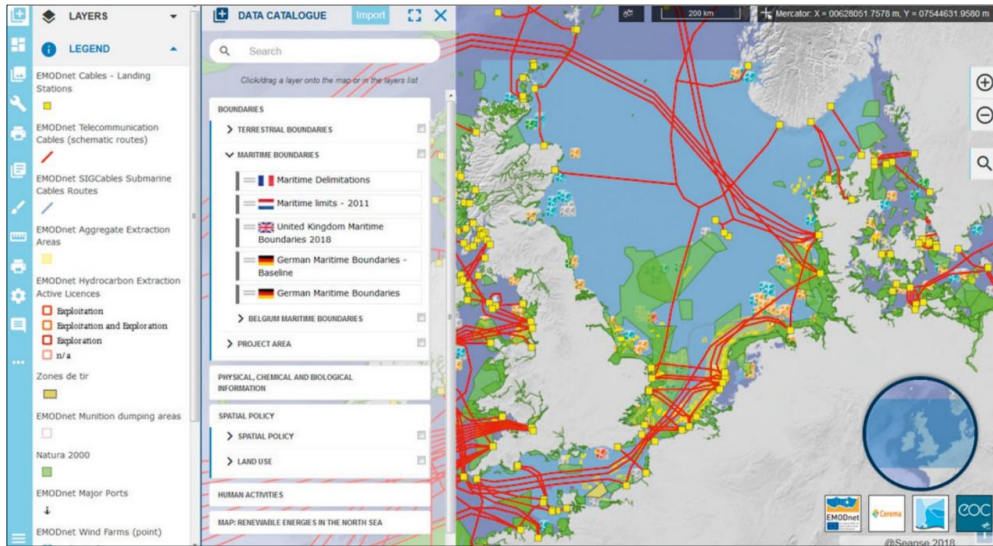 LAYERS
LEGEND
EMODnet Cables - Landing
Stations
EMODnet Telecommunication
Cables (schematic routes)
EMODnet SIGCables Submarine
Cables Routes
EMODnet Aggregate Extraction
Areas
EMODnet Hydrocarbon Extraction
Active Licences
Exploitation
Exploitation and Exploration
Exploration
n/a
Zones de tir
EMODnet Munition dumping areas
Natura 2000
EMODnet Major Ports
EMODnet Wind Farms (point)
DATA CATALOGUE
Import
Search
Click/drag a layer onto the map or in the layers list
BOUNDARIES
TERRESTRIAL BOUNDARIES
MARITIME BOUNDARIES
Maritime Delimitations
Maritime limits - 2011
United Kingdom Maritime
Boundaries 2018
German Maritime Boundaries -
Baseline
German Maritime Boundaries
BELGIUM MARITIME BOUNDARIES
PROJECT AREA
PHYSICAL, CHEMICAL AND BIOLOGICAL
INFORMATION
SPATIAL POLICY
SPATIAL POLICY
LAND USE
HUMAN ACTIVITIES
MAP: RENEWABLE ENERGIES IN THE NORTH SEA
200 km
Mercator: X = 00628051.7578 m, Y = 07544631.9580 m
EMODnet
Cerema
eoc
@Seanse 2018